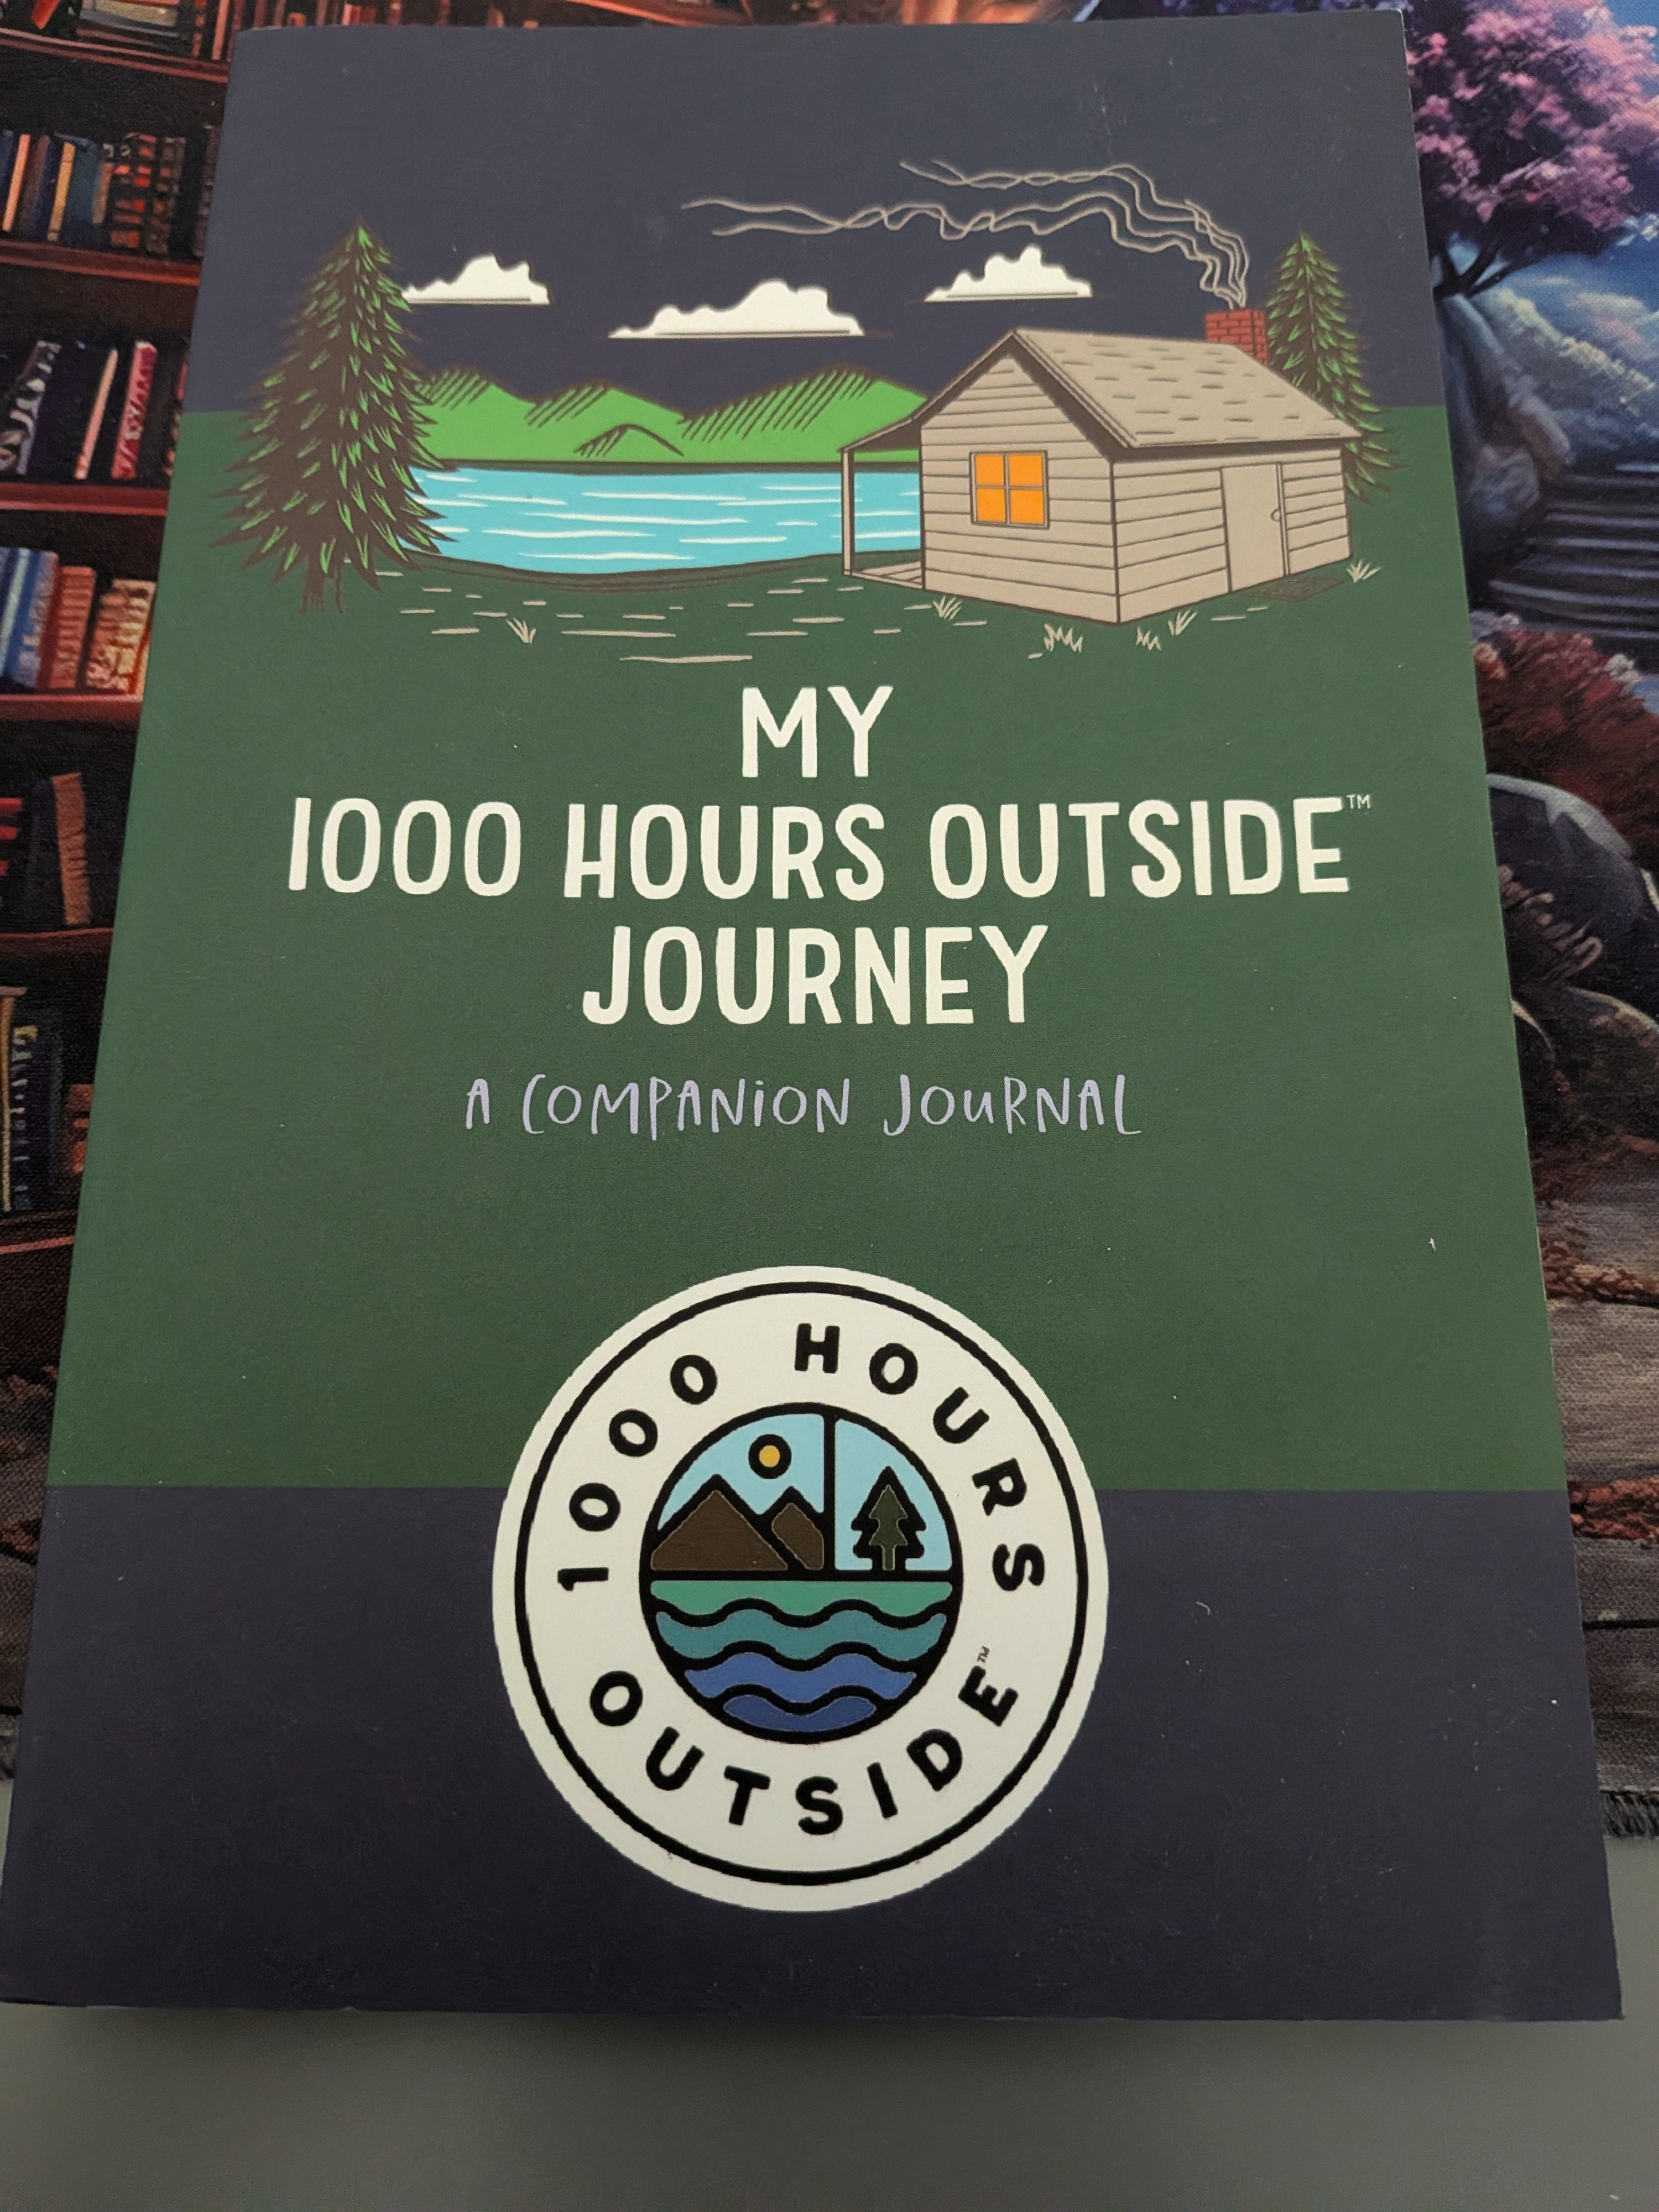 MY
1000 HOURS OUTSIDE™
JOURNEY
A COMPANION JOURNAL
1000 HOURS
OUTSIDE™